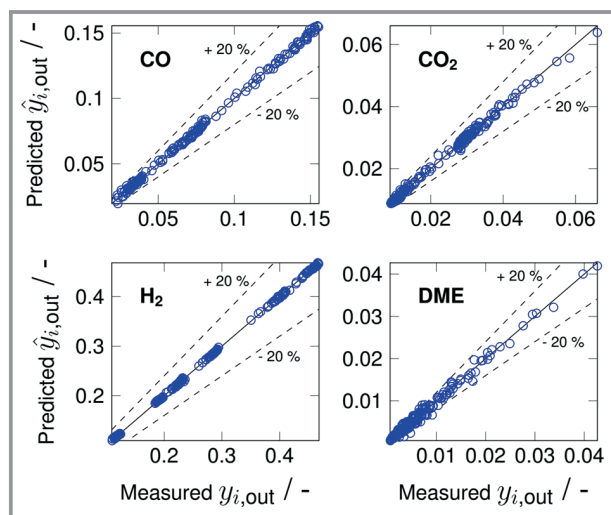 Predicted ŷi,out / -
0.15
0.10
0.05
CO
+ 20 %
- 20 %
0.05
0.10
0.15
0.06
0.04
0.02
CO2
+ 20 %
- 20 %
0.02
0.04
0.06
Predicted ŷi,out / -
0.4
0.3
0.2
H2
+ 20 %
- 20 %
0.2
0.3
0.4
Measured yi,out / -
0.04
0.03
0.02
0.01
DME
+ 20 %
- 20 %
0.01
0.02
0.03
0.04
Measured yi,out / -